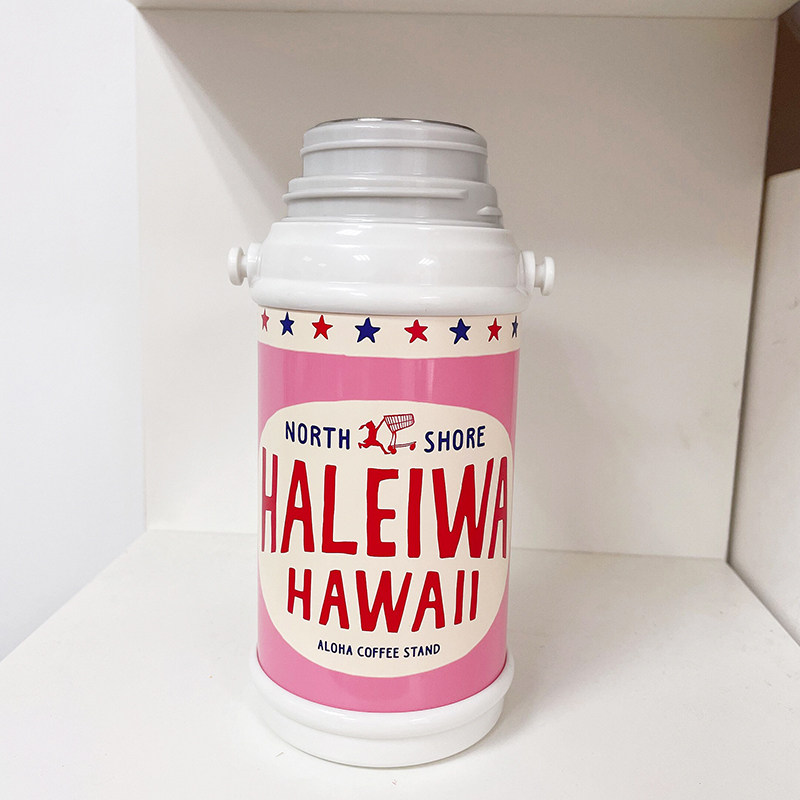 NORTH SHORE
HALEIWA
HAWAII
ALOHA COFFEE STAND